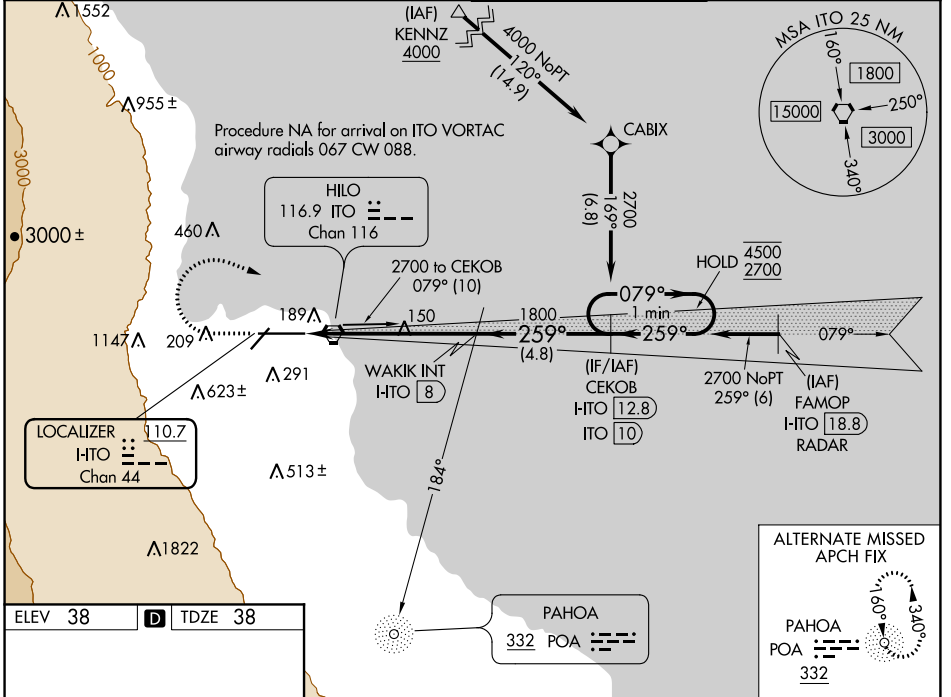 1552
1000
955 ±
3000
3000 ±
(IAF)
KENNZ
4000
4000 NoPT
120°
(14.9)
CABIX
MSA ITO 25 NM
160°
1800
15000
250°
3000
340°
Procedure NA for arrival on ITO VORTAC
airway radials 067 CW 088.
HILO
116.9 ITO
Chan 116
460
2700
169°
(6.8)
HOLD 4500
2700
2700 to CEKOB
079° (10)
079°
1 min
189
150
1800
259°
259°
(4.8)
079°
1147
209
WAKIK INT
I-ITO 8
(IF/IAF)
CEKOB
I-ITO 12.8
ITO 10
2700 NoPT
259° (6)
(IAF)
FAMOP
I-ITO 18.8
RADAR
291
623 ±
LOCALIZER 110.7
I-ITO
Chan 44
513 ±
184°
1822
ALTERNATE MISSED
APCH FIX
160°
340°
PAHOA
POA
332
PAHOA
332 POA
ELEV 38 D TDZE 38